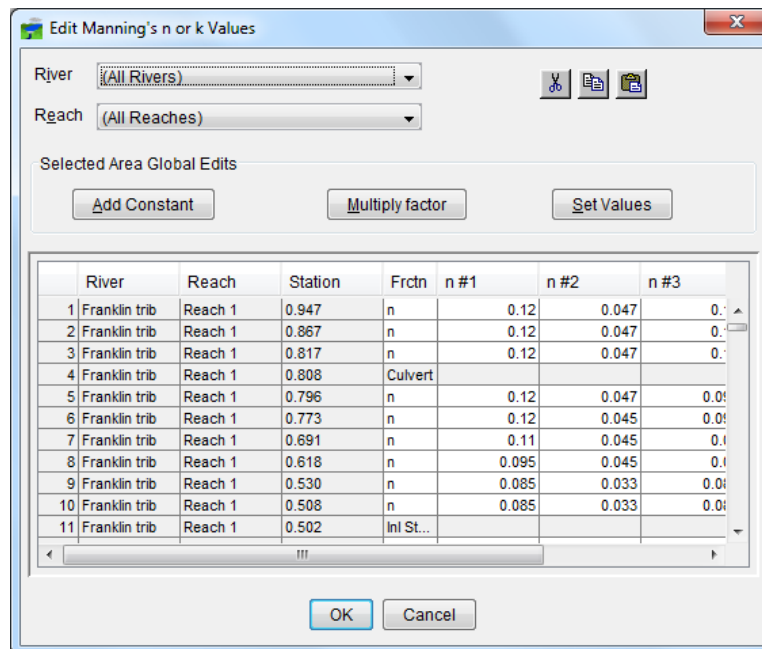 Edit Manning's n or k Values
River (All Rivers)
Reach (All Reaches)
Selected Area Global Edits
Add Constant Multiply factor Set Values
River Reach Station Frctn n #1 n #2 n #3
1 Franklin trib Reach 1 0.947 n 0.12 0.047
2 Franklin trib Reach 1 0.867 n 0.12 0.047
3 Franklin trib Reach 1 0.817 n 0.12 0.047
4 Franklin trib Reach 1 0.808 Culvert
5 Franklin trib Reach 1 0.796 n 0.12 0.047
6 Franklin trib Reach 1 0.773 n 0.12 0.045
7 Franklin trib Reach 1 0.691 n 0.11 0.045
8 Franklin trib Reach 1 0.618 n 0.095 0.045
9 Franklin trib Reach 1 0.530 n 0.085 0.033
10 Franklin trib Reach 1 0.508 n 0.085 0.033
11 Franklin trib Reach 1 0.502 Inl St...
OK Cancel